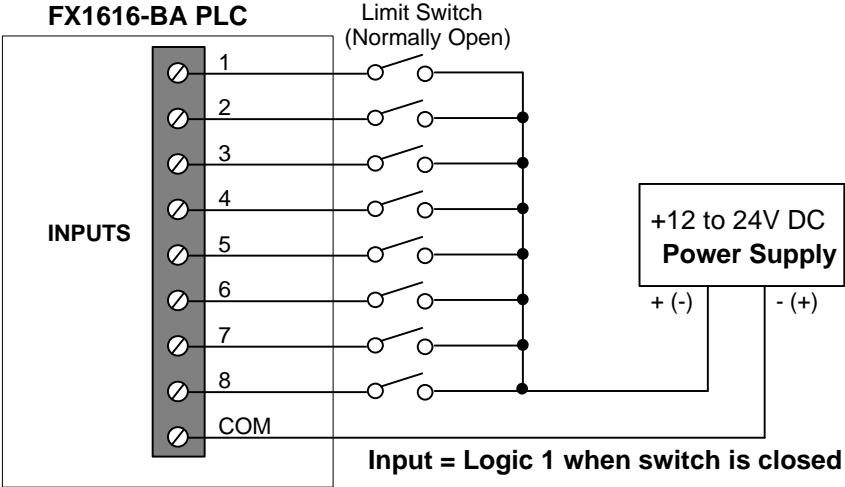 FX1616-BA PLC
Limit Switch
(Normally Open)
1
2
3
4
5
6
7
8
COM
INPUTS
+12 to 24V DC
Power Supply
+ (-)
- (+)
Input = Logic 1 when switch is closed